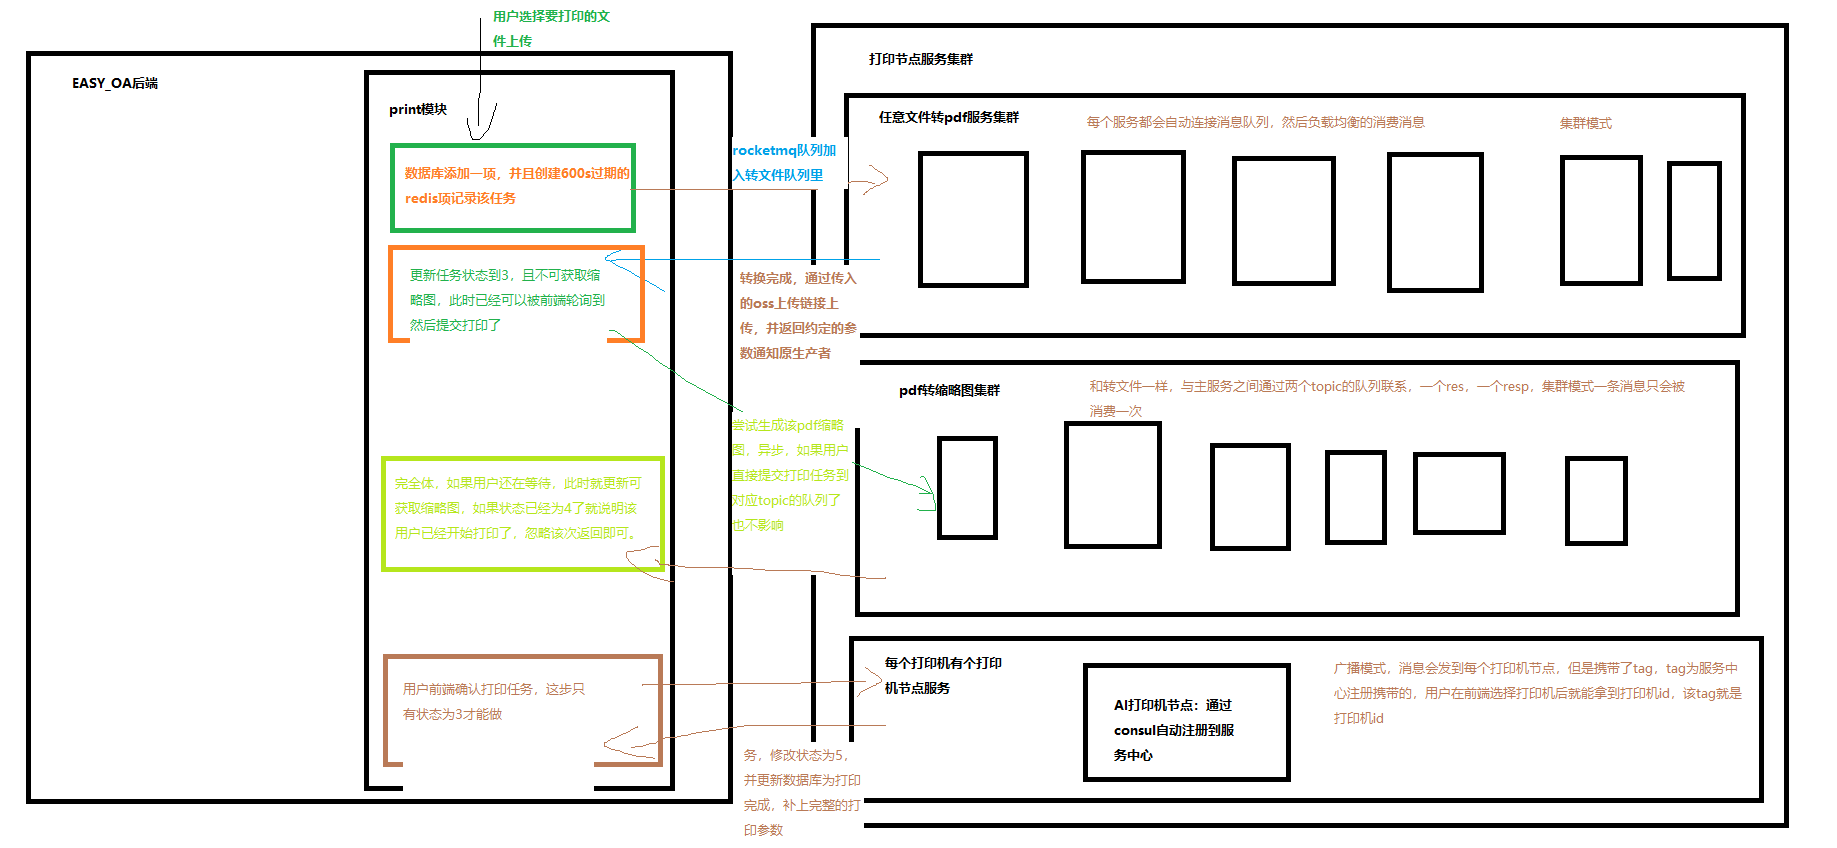 用户选择要打印的文
件上传
EASY_OA后端
print模块
数据库添加一项，并且创建600s过期的
redis项记录该任务
更新任务状态到3，且不可获取缩
略图，此时已经可以被前端轮询到
然后提交打印了
完全体，如果用户还在等待，此时就更新可
获取缩略图，如果状态已经为4了就说明该
用户已经开始打印了，忽略该次返回即可。
用户前端确认打印任务，这步只
有状态为3才能做
rocketmq队列加
入转文件队列里
转换完成，通过传入
的oss上传链接上
传，并返回约定的参
数通知原生产者
尝试生成该pdf缩略
图，异步，如果用户
直接提交打印任务到
对应topic的队列了
也不影响
务，修改状态为5，
并更新数据库为打印
完成，补上完整的打
印参数
打印节点服务集群
任意文件转pdf服务集群
每个服务都会自动连接消息队列，然后负载均衡的消费消息
集群模式
pdf转缩略图集群
和转文件一样，与主服务之间通过两个topic的队列联系，一个res，一个resp，集群模式一条消息只会被
消费一次
每个打印机有个打印
机节点服务
AI打印机节点：通过
consul自动注册到服
务中心
广播模式，消息会发到每个打印机节点，但是携带了tag，tag为服务中
心注册携带的，用户在前端选择打印机后就能拿到打印机id，该tag就是
打印机id